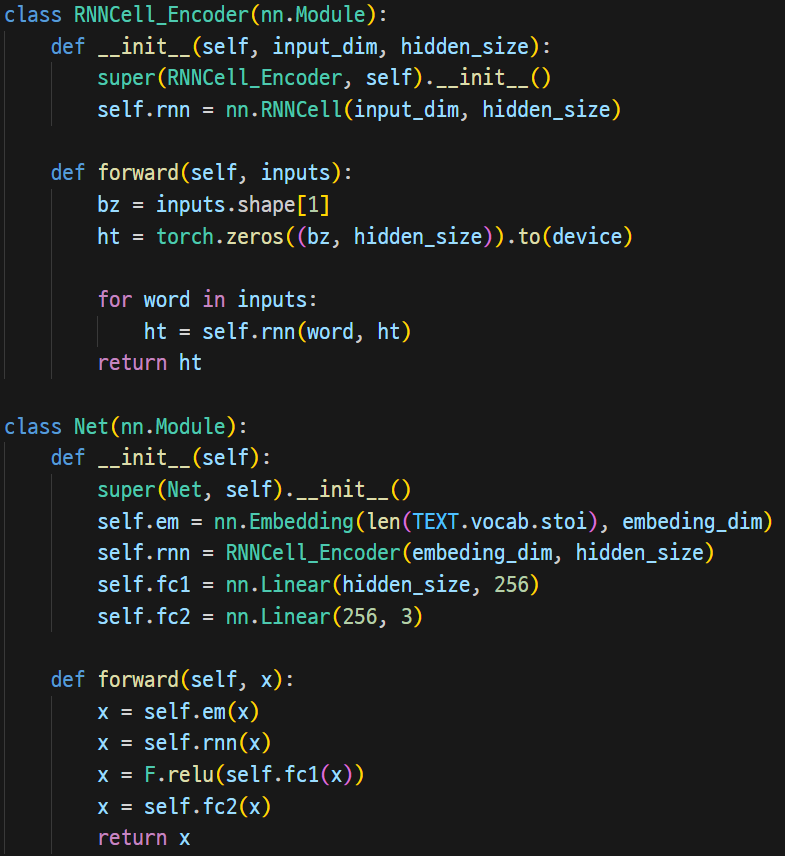 class RNNCell_Encoder(nn.Module):
    def __init__(self, input_dim, hidden_size):
        super(RNNCell_Encoder, self).__init__()
        self.rnn = nn.RNNCell(input_dim, hidden_size)

    def forward(self, inputs):
        bz = inputs.shape[1]
        ht = torch.zeros((bz, hidden_size)).to(device)

        for word in inputs:
            ht = self.rnn(word, ht)
        return ht

class Net(nn.Module):
    def __init__(self):
        super(Net, self).__init__()
        self.em = nn.Embedding(len(TEXT.vocab.stoi), embeding_dim)
        self.rnn = RNNCell_Encoder(embeding_dim, hidden_size)
        self.fc1 = nn.Linear(hidden_size, 256)
        self.fc2 = nn.Linear(256, 3)

    def forward(self, x):
        x = self.em(x)
        x = self.rnn(x)
        x = F.relu(self.fc1(x))
        x = self.fc2(x)
        return x